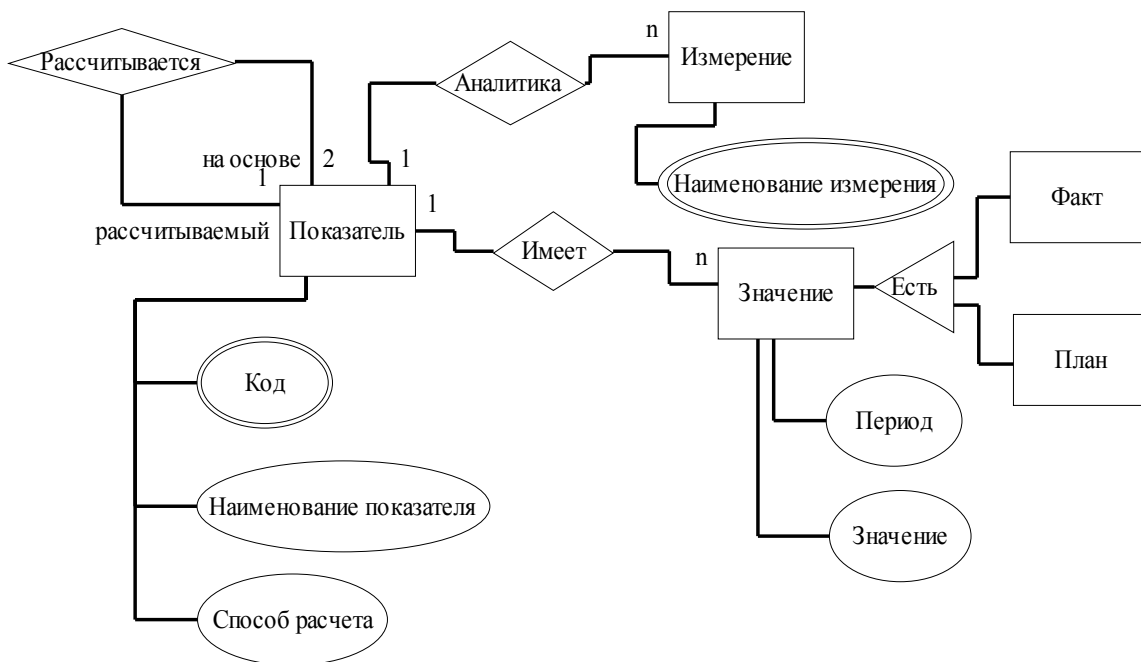 Рассчитывается
Аналитика
n
Измерение
на основе
2
1
1
Наименование измерения
Факт
рассчитываемый
Показатель
1
Имеет
n
Значение
Есть
План
Код
Период
Наименование показателя
Значение
Способ расчета